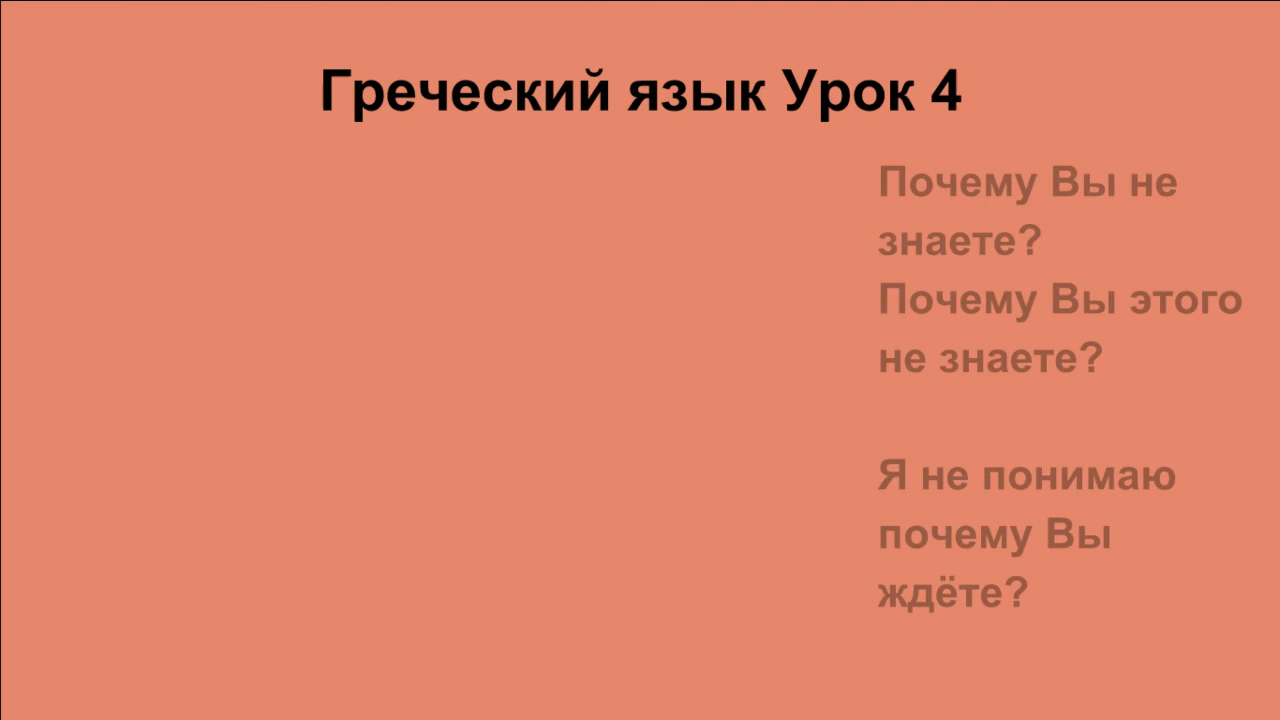 Греческий язык Урок 4
Почему Вы не
знаете?
Почему Вы этого
не знаете?
Я не понимаю
почему Вы
ждёте?